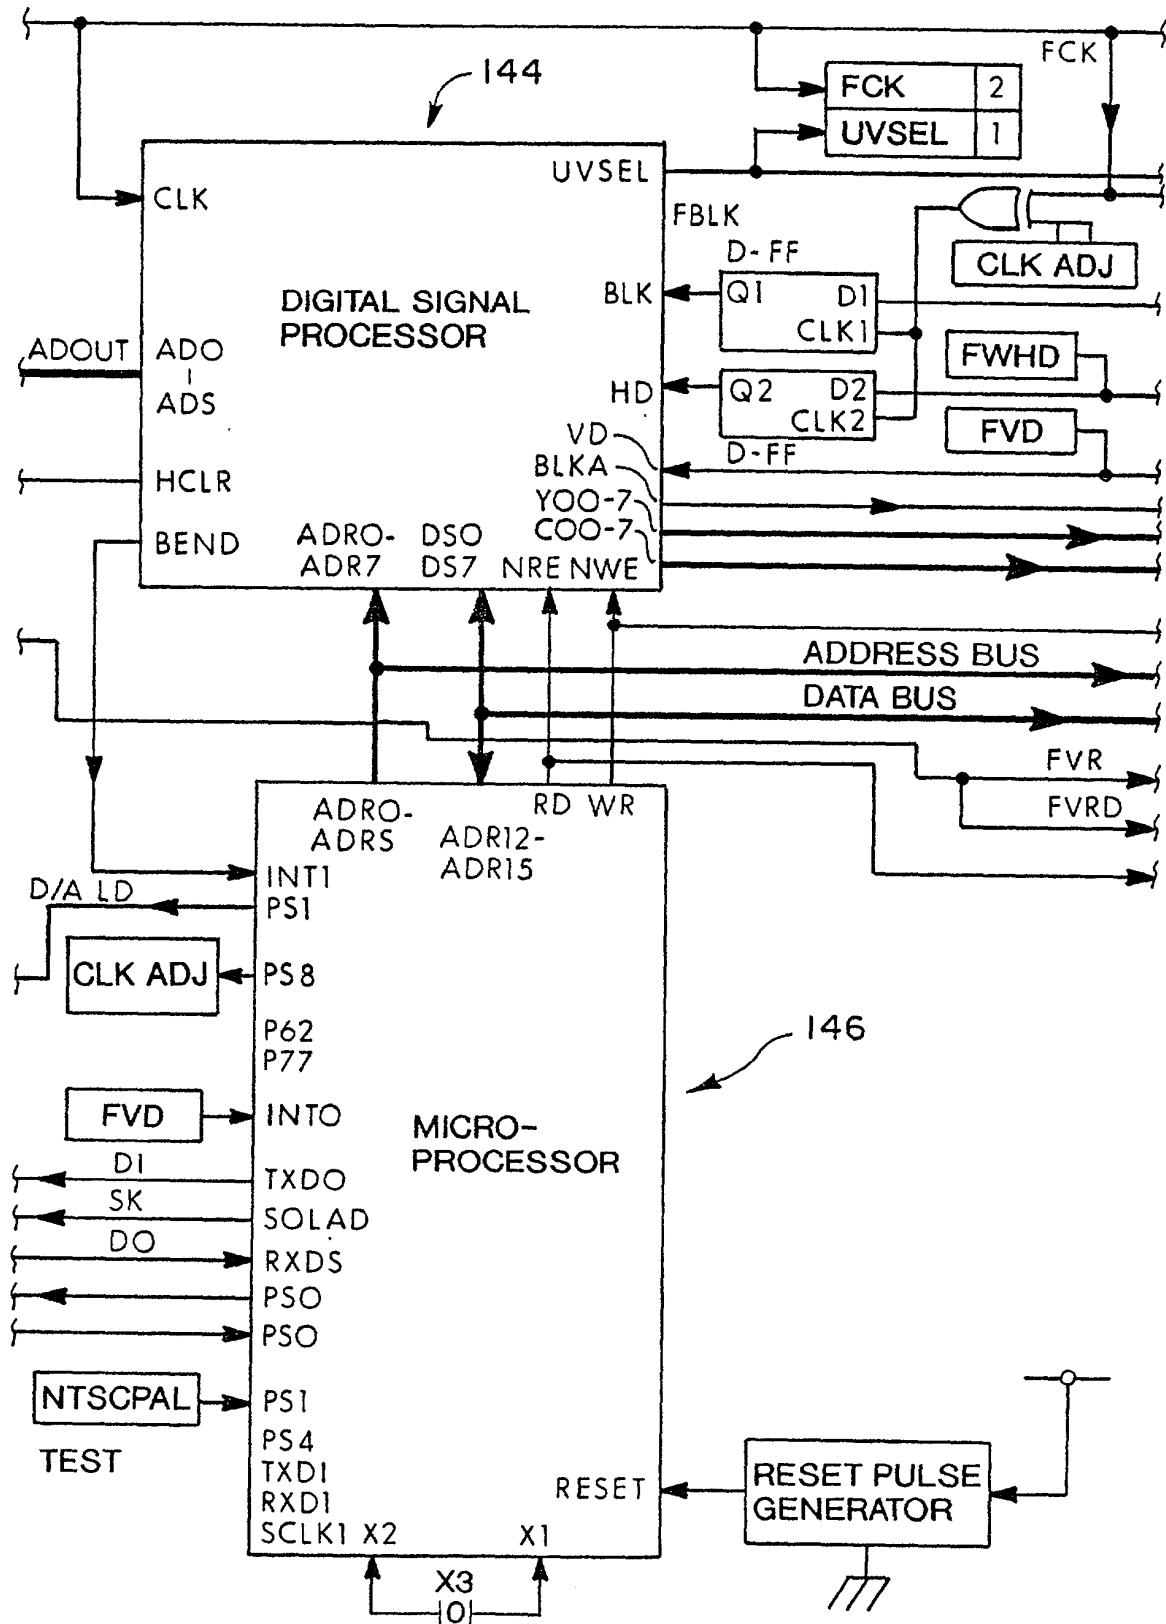 FCK
144
FCK 2
UVSEL 1
UVSEL
CLK
FBLK
CLK ADJ
D-FF
DIGITAL SIGNAL
PROCESSOR
BLK
Q1 D1
CLK1
ADOUT
ADO
ADS
FWHD
HD
Q2 D2
CLK2
FVD
VD
D-FF
BLKA
HCLR
YOO-7
COO-7
BEND
ADRO-
ADR7
DSO
DS7
NRE NWE
ADDRESS BUS
DATA BUS
FVR
FVRD
ADRO-
ADRS
ADR12-
ADR15
RD WR
INT1
D/A LD
PS1
CLK ADJ
PS8
146
P62
P77
FVD
INTO
MICRO-
PROCESSOR
DI
TXDO
SK
SOLAD
DO
RXDS
PSO
PSO
NTSCPAL
PS1
TEST
PS4
TXD1
RXD1
SCLK1 X2
X1
RESET
RESET PULSE
GENERATOR
X3